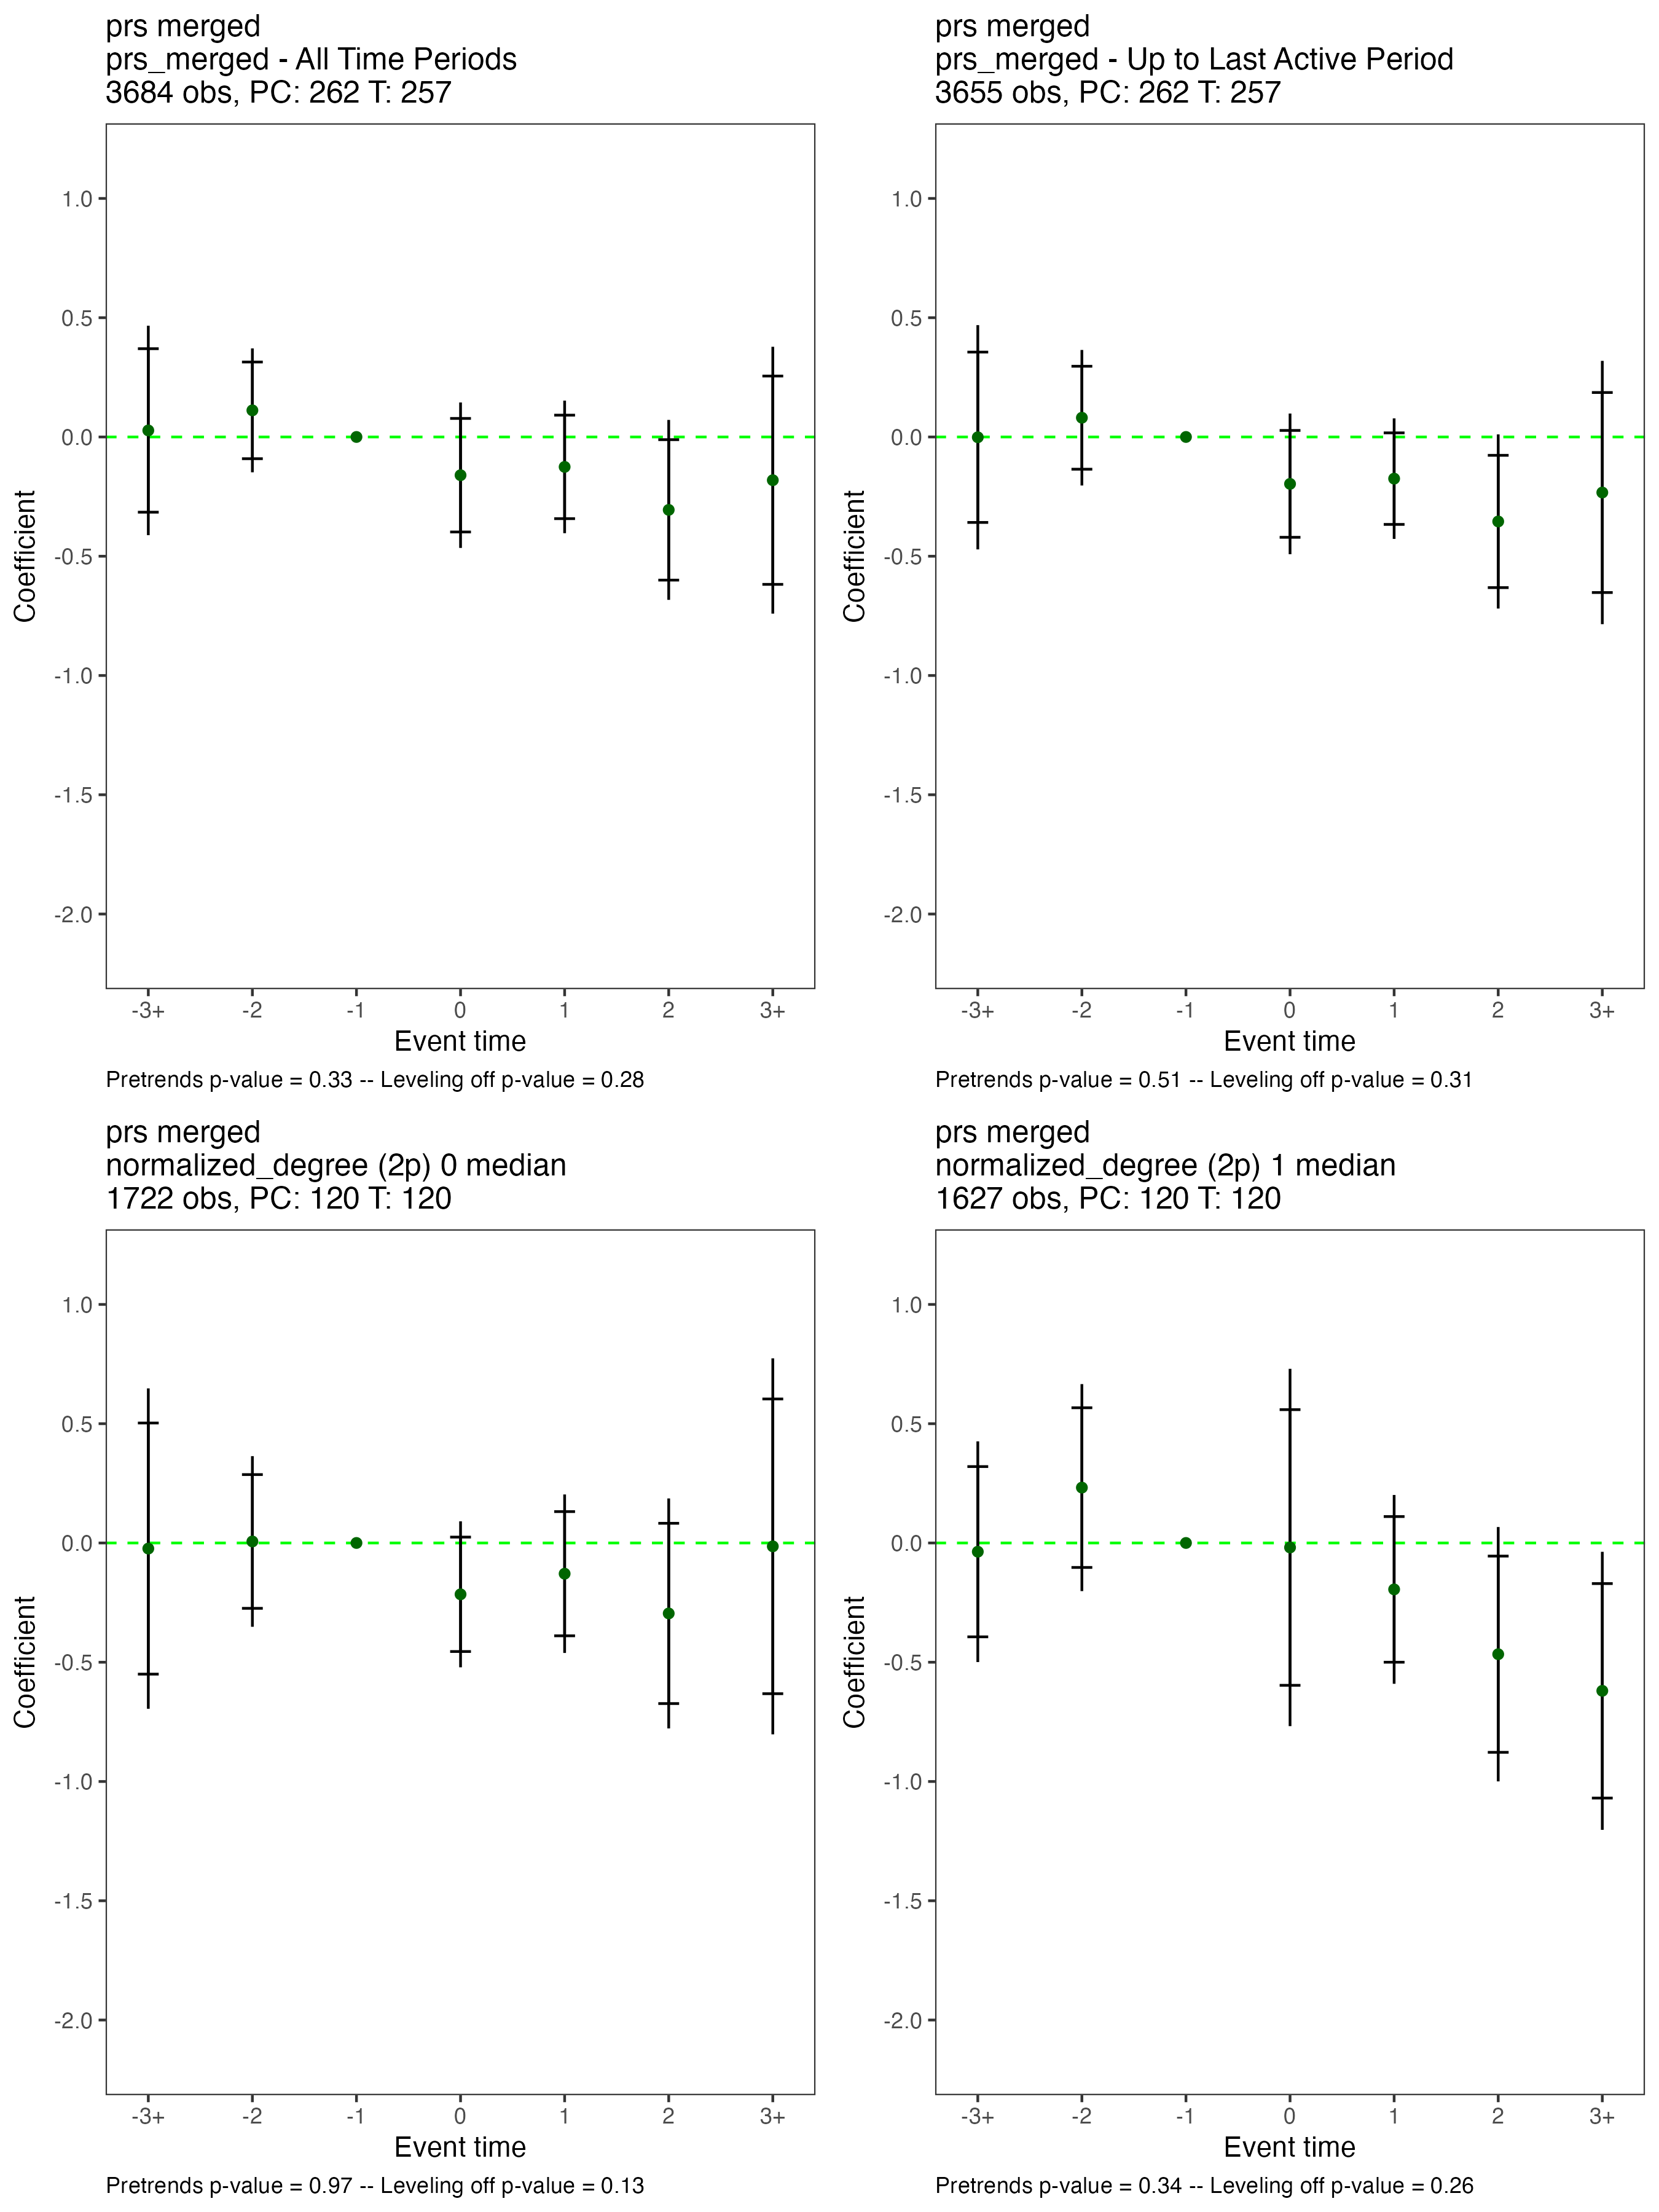 prs merged
prs_merged - All Time Periods
3684 obs, PC: 262 T: 257
1.0
0.5
0.0
-0.5
-1.0
-1.5
-2.0
Coefficient
-3+ -2 -1 0 1 2 3+
Event time
Pretrends p-value = 0.33 -- Leveling off p-value = 0.28
prs merged
prs_merged - Up to Last Active Period
3655 obs, PC: 262 T: 257
1.0
0.5
0.0
-0.5
-1.0
-1.5
-2.0
Coefficient
-3+ -2 -1 0 1 2 3+
Event time
Pretrends p-value = 0.51 -- Leveling off p-value = 0.31
prs merged
normalized_degree (2p) 0 median
1722 obs, PC: 120 T: 120
1.0
0.5
0.0
-0.5
-1.0
-1.5
-2.0
Coefficient
-3+ -2 -1 0 1 2 3+
Event time
Pretrends p-value = 0.97 -- Leveling off p-value = 0.13
prs merged
normalized_degree (2p) 1 median
1627 obs, PC: 120 T: 120
1.0
0.5
0.0
-0.5
-1.0
-1.5
-2.0
Coefficient
-3+ -2 -1 0 1 2 3+
Event time
Pretrends p-value = 0.34 -- Leveling off p-value = 0.26